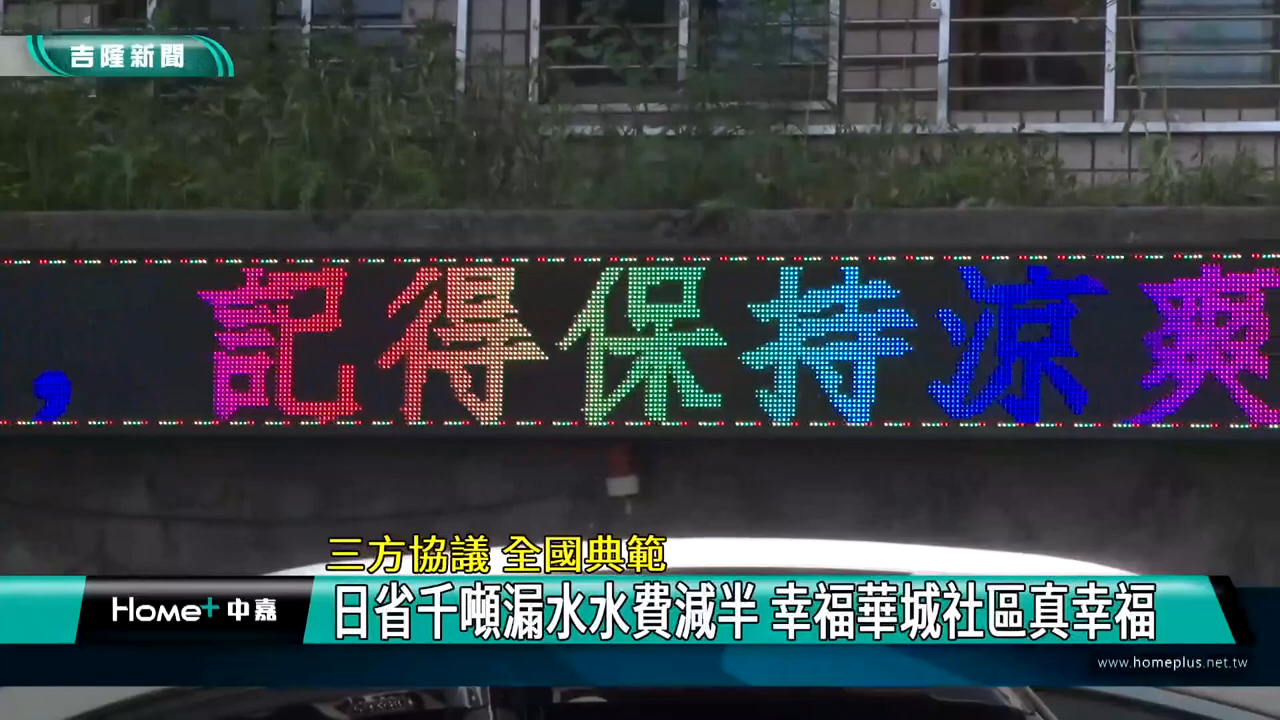 吉隆新聞
，記得保持涼爽
三方協議 全國典範
Home+ 中嘉
日省千噸漏水水費減半 幸福華城社區真幸福
www.homeplus.net.tw